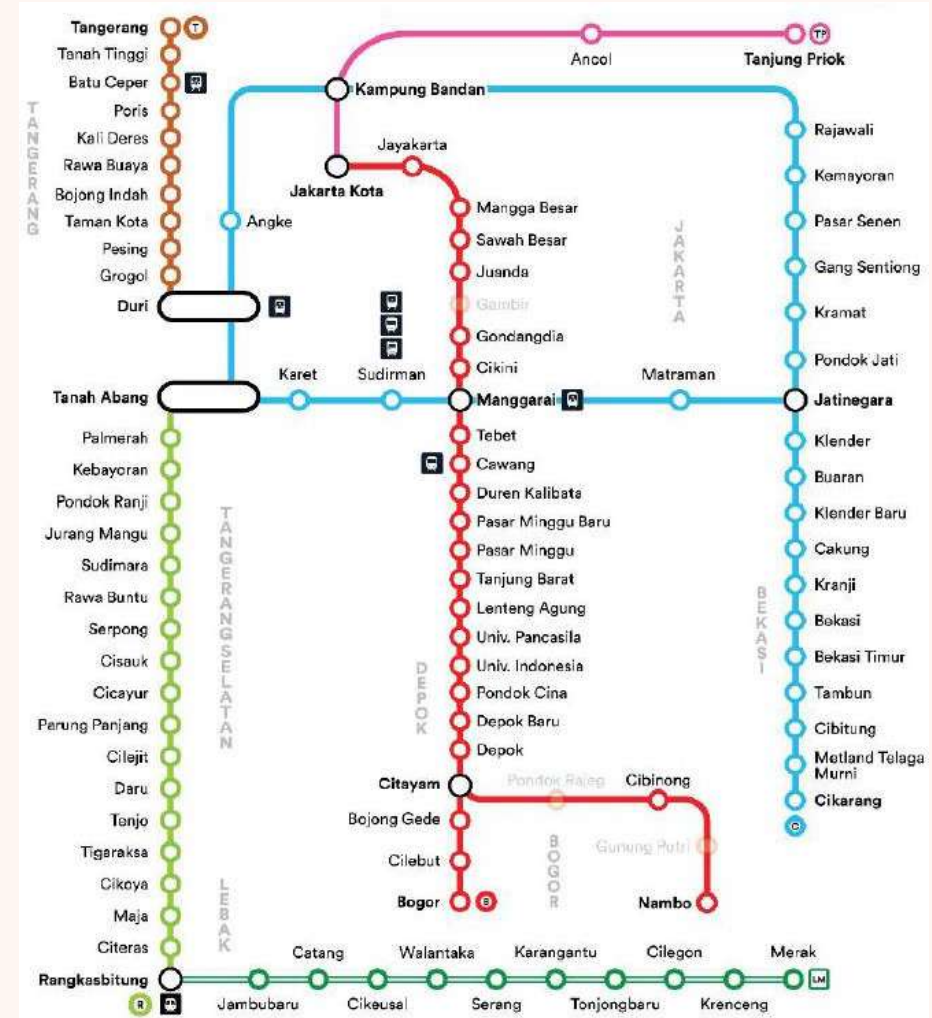 Tangerang
T
Tanah Tinggi
Batu Ceper
Poris
Kali Deres
Rawa Buaya
Bojong Indah
Taman Kota
Pesing
Grogol
Duri
TANGERANG
Kampung Bandan
Ancol
Tanjung Priok
TP
Jayakarta
Jakarta Kota
Angke
Mangga Besar
Sawah Besar
Juanda
Gambir
Gondangdia
Cikini
JAKARTA
Rajawali
Kemayoran
Pasar Senen
Gang Sentiong
Kramat
Pondok Jati
Tanah Abang
Karet
Sudirman
Manggarai
Matraman
Jatinegara
Palmerah
Kebayoran
Pondok Ranji
Jurang Mangu
Sudimara
Rawa Buntu
Serpong
Cisauk
Cicayur
Parung Panjang
Cilejit
Daru
Tenjo
Tigaraksa
Cikoya
Maja
Citeras
Rangkasbitung
R
TANGERANGSELATAN
LEBAK
Tebet
Cawang
Duren Kalibata
Pasar Minggu Baru
Pasar Minggu
Tanjung Barat
Lenteng Agung
Univ. Pancasila
Univ. Indonesia
Pondok Cina
Depok Baru
Depok
Citayam
Bojong Gede
Cilebut
Bogor
B
DEPOK
Pondok Rajeg
Cibinong
Gunung Putri
Nambo
BOGOR
Klender
Buaran
Klender Baru
Cakung
Kranji
Bekasi
Bekasi Timur
Tambun
Cibitung
Metland Telaga
Murni
Cikarang
C
BEKASI
Jambubaru
Catang
Cikeusal
Walantaka
Serang
Karangantu
Tonjongbaru
Cilegon
Krenceng
Merak
LM